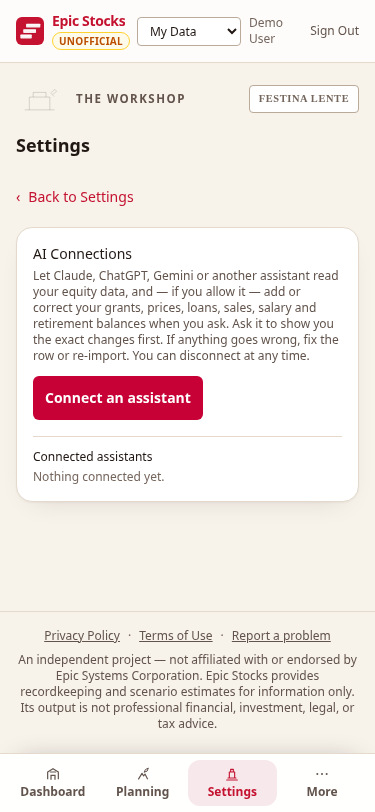 Epic Stocks
UNOFFICIAL
My Data
Demo
User
Sign Out
THE WORKSHOP
FESTINA LENTE
Settings
‹ Back to Settings
AI Connections
Let Claude, ChatGPT, Gemini or another assistant read
your equity data, and — if you allow it — add or
correct your grants, prices, loans, sales, salary and
retirement balances when you ask. Ask it to show you
the exact changes first. If anything goes wrong, fix the
row or re-import. You can disconnect at any time.
Connect an assistant
Connected assistants
Nothing connected yet.
Privacy Policy · Terms of Use · Report a problem
An independent project — not affiliated with or endorsed by
Epic Systems Corporation. Epic Stocks provides
recordkeeping and scenario estimates for information only.
Its output is not professional financial, investment, legal, or
tax advice.
Dashboard
Planning
Settings
More